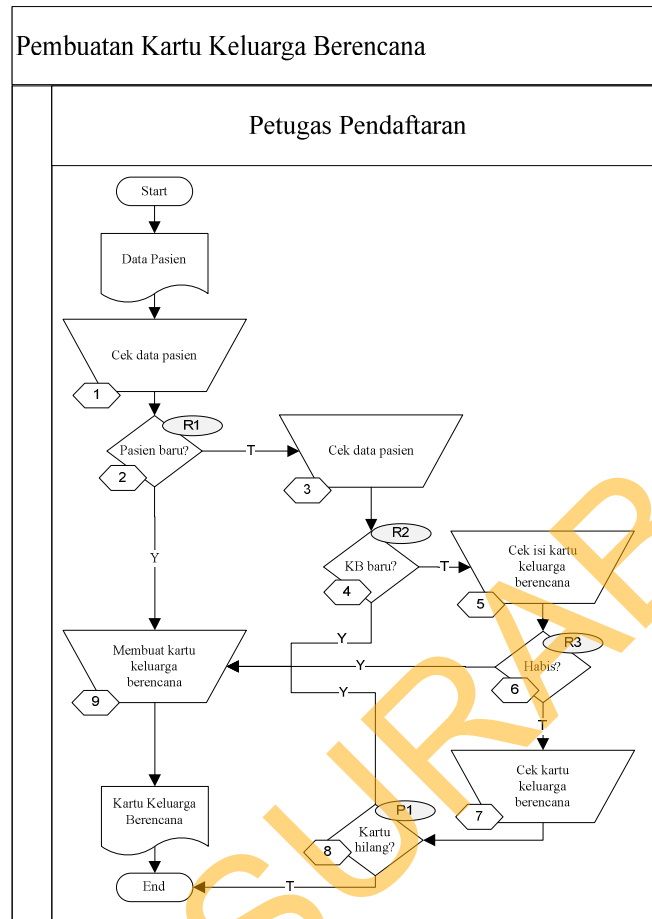 Pembuatan Kartu Keluarga Berencana
Petugas Pendaftaran
Start
Data Pasien
Cek data pasien
1
R1
Pasien baru?
2
T
Cek data pasien
3
R2
KB baru?
4
T
Cek isi kartu
keluarga
berencana
5
Y
Y
R3
Habis?
6
Y
Membuat kartu
keluarga
berencana
9
Y
T
Cek kartu
keluarga
berencana
7
Kartu Keluarga
Berencana
P1
Kartu
hilang?
8
T
End
SURAB